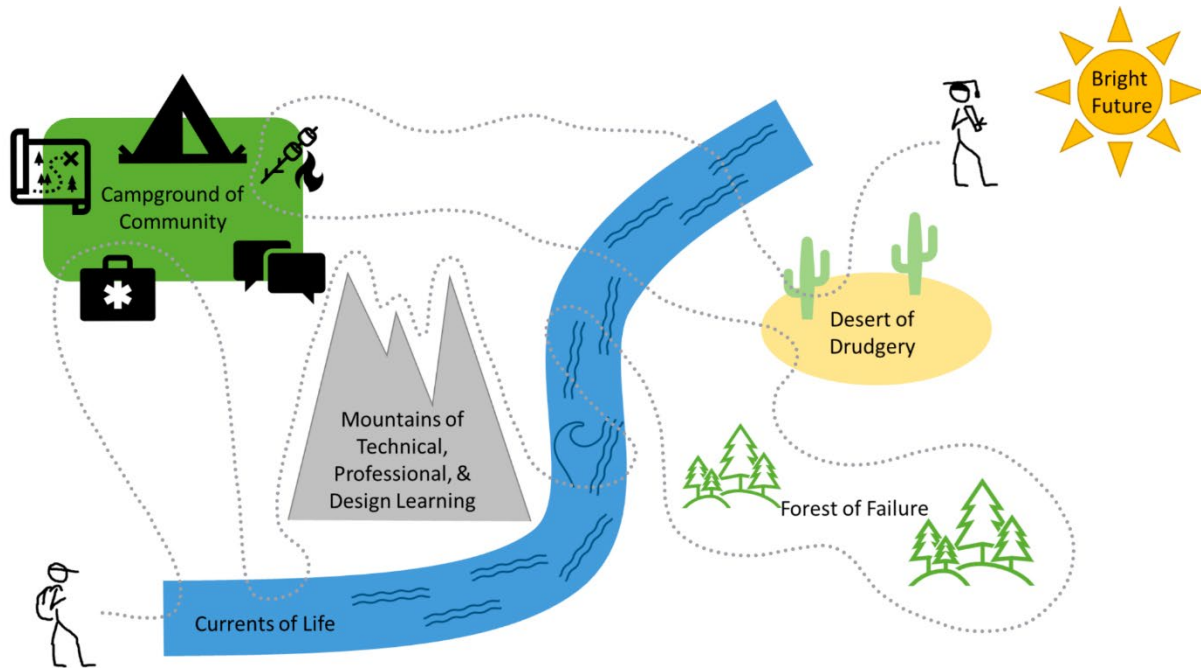 Bright
Future
Campground of
Community
Desert of
Drudgery
Mountains of
Technical,
Professional, &
Design Learning
Forest of Failure
Currents of Life